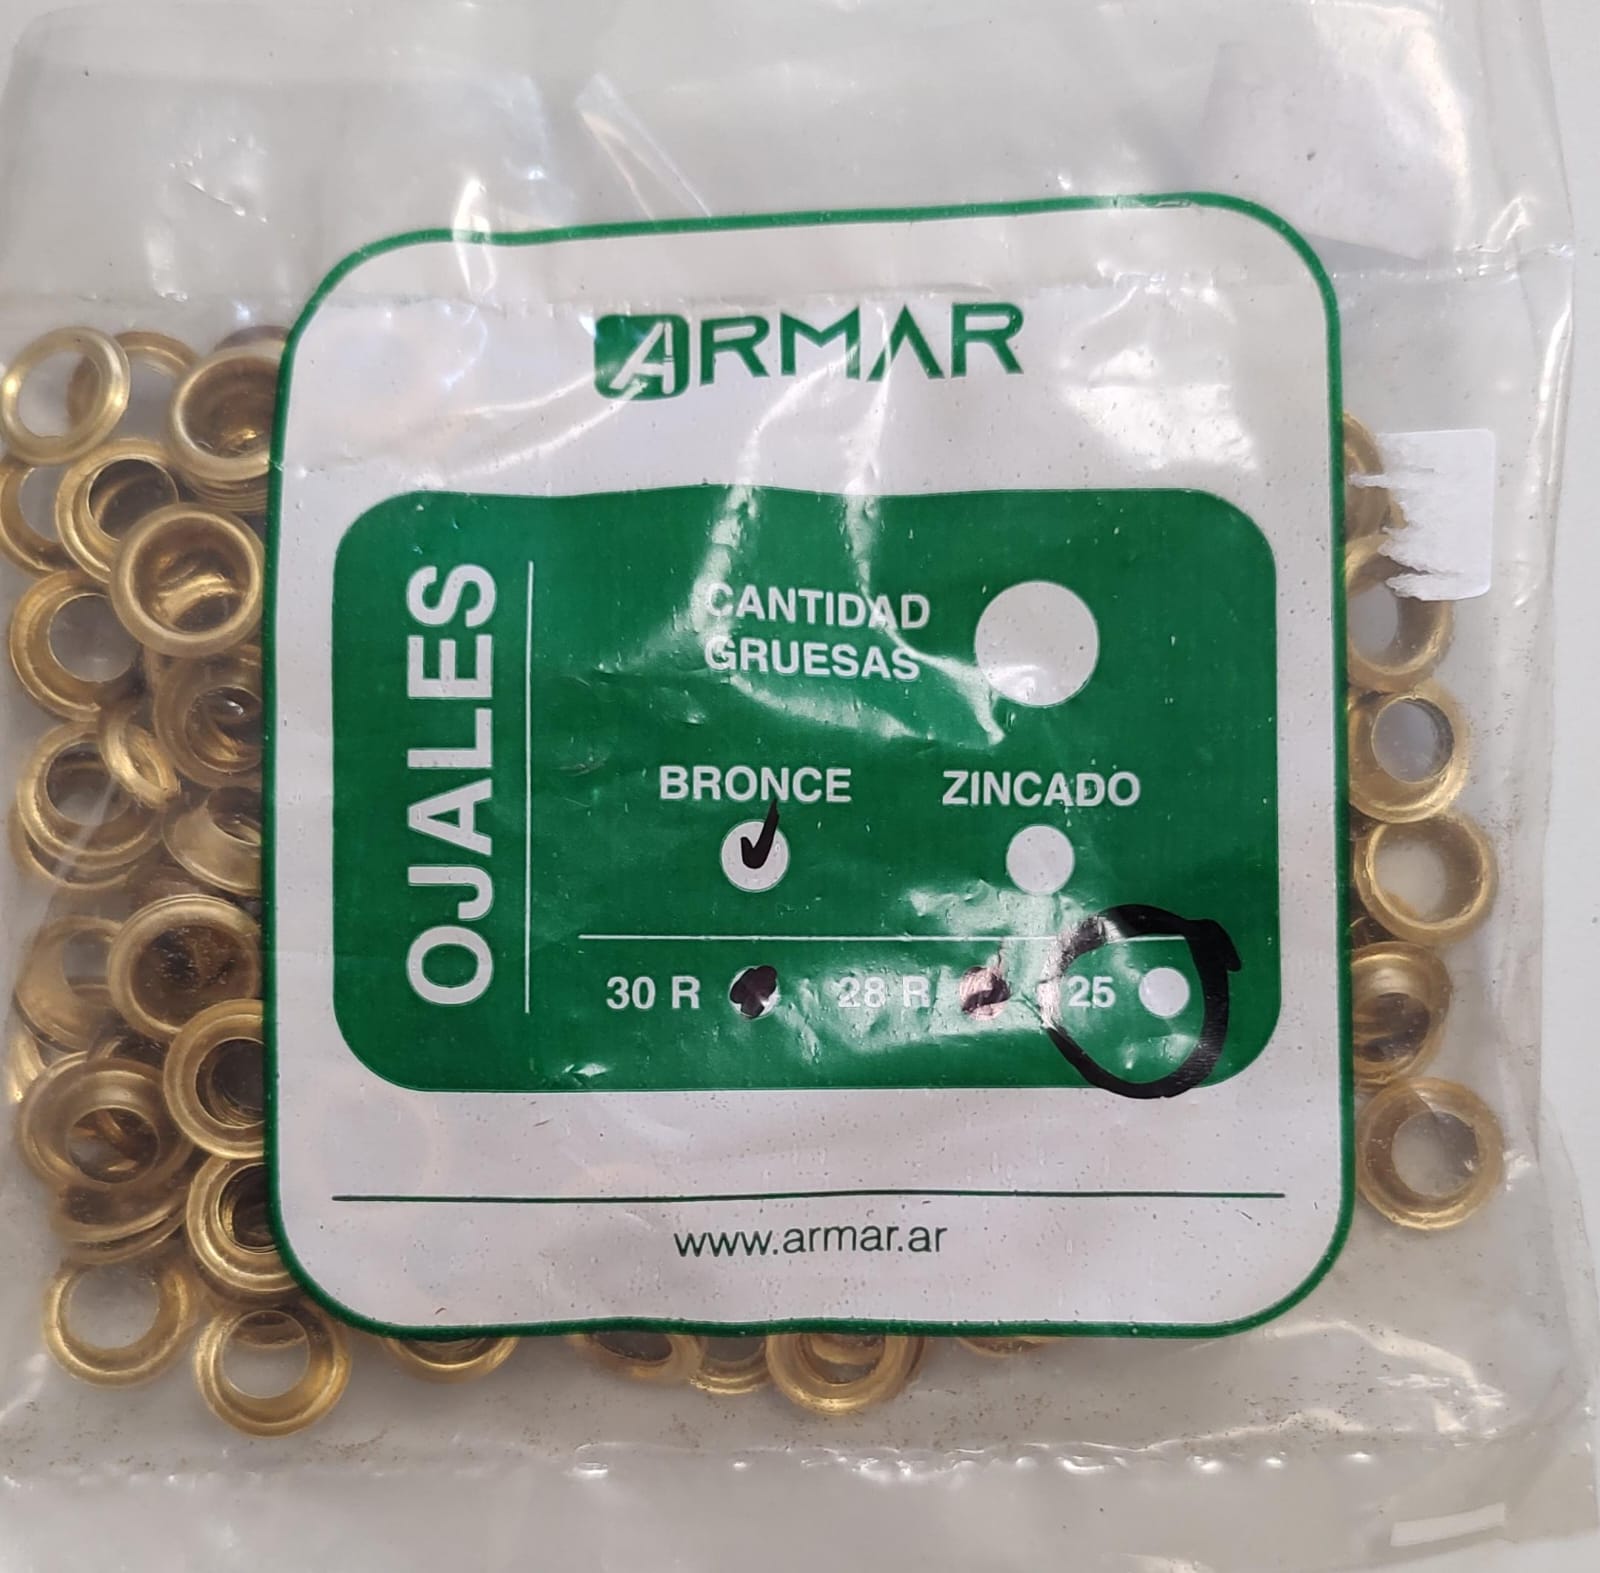 ARMAR
OJALES
CANTIDAD
GRUESAS
BRONCE ZINCADO
30 R 28 R 25
www.armar.ar